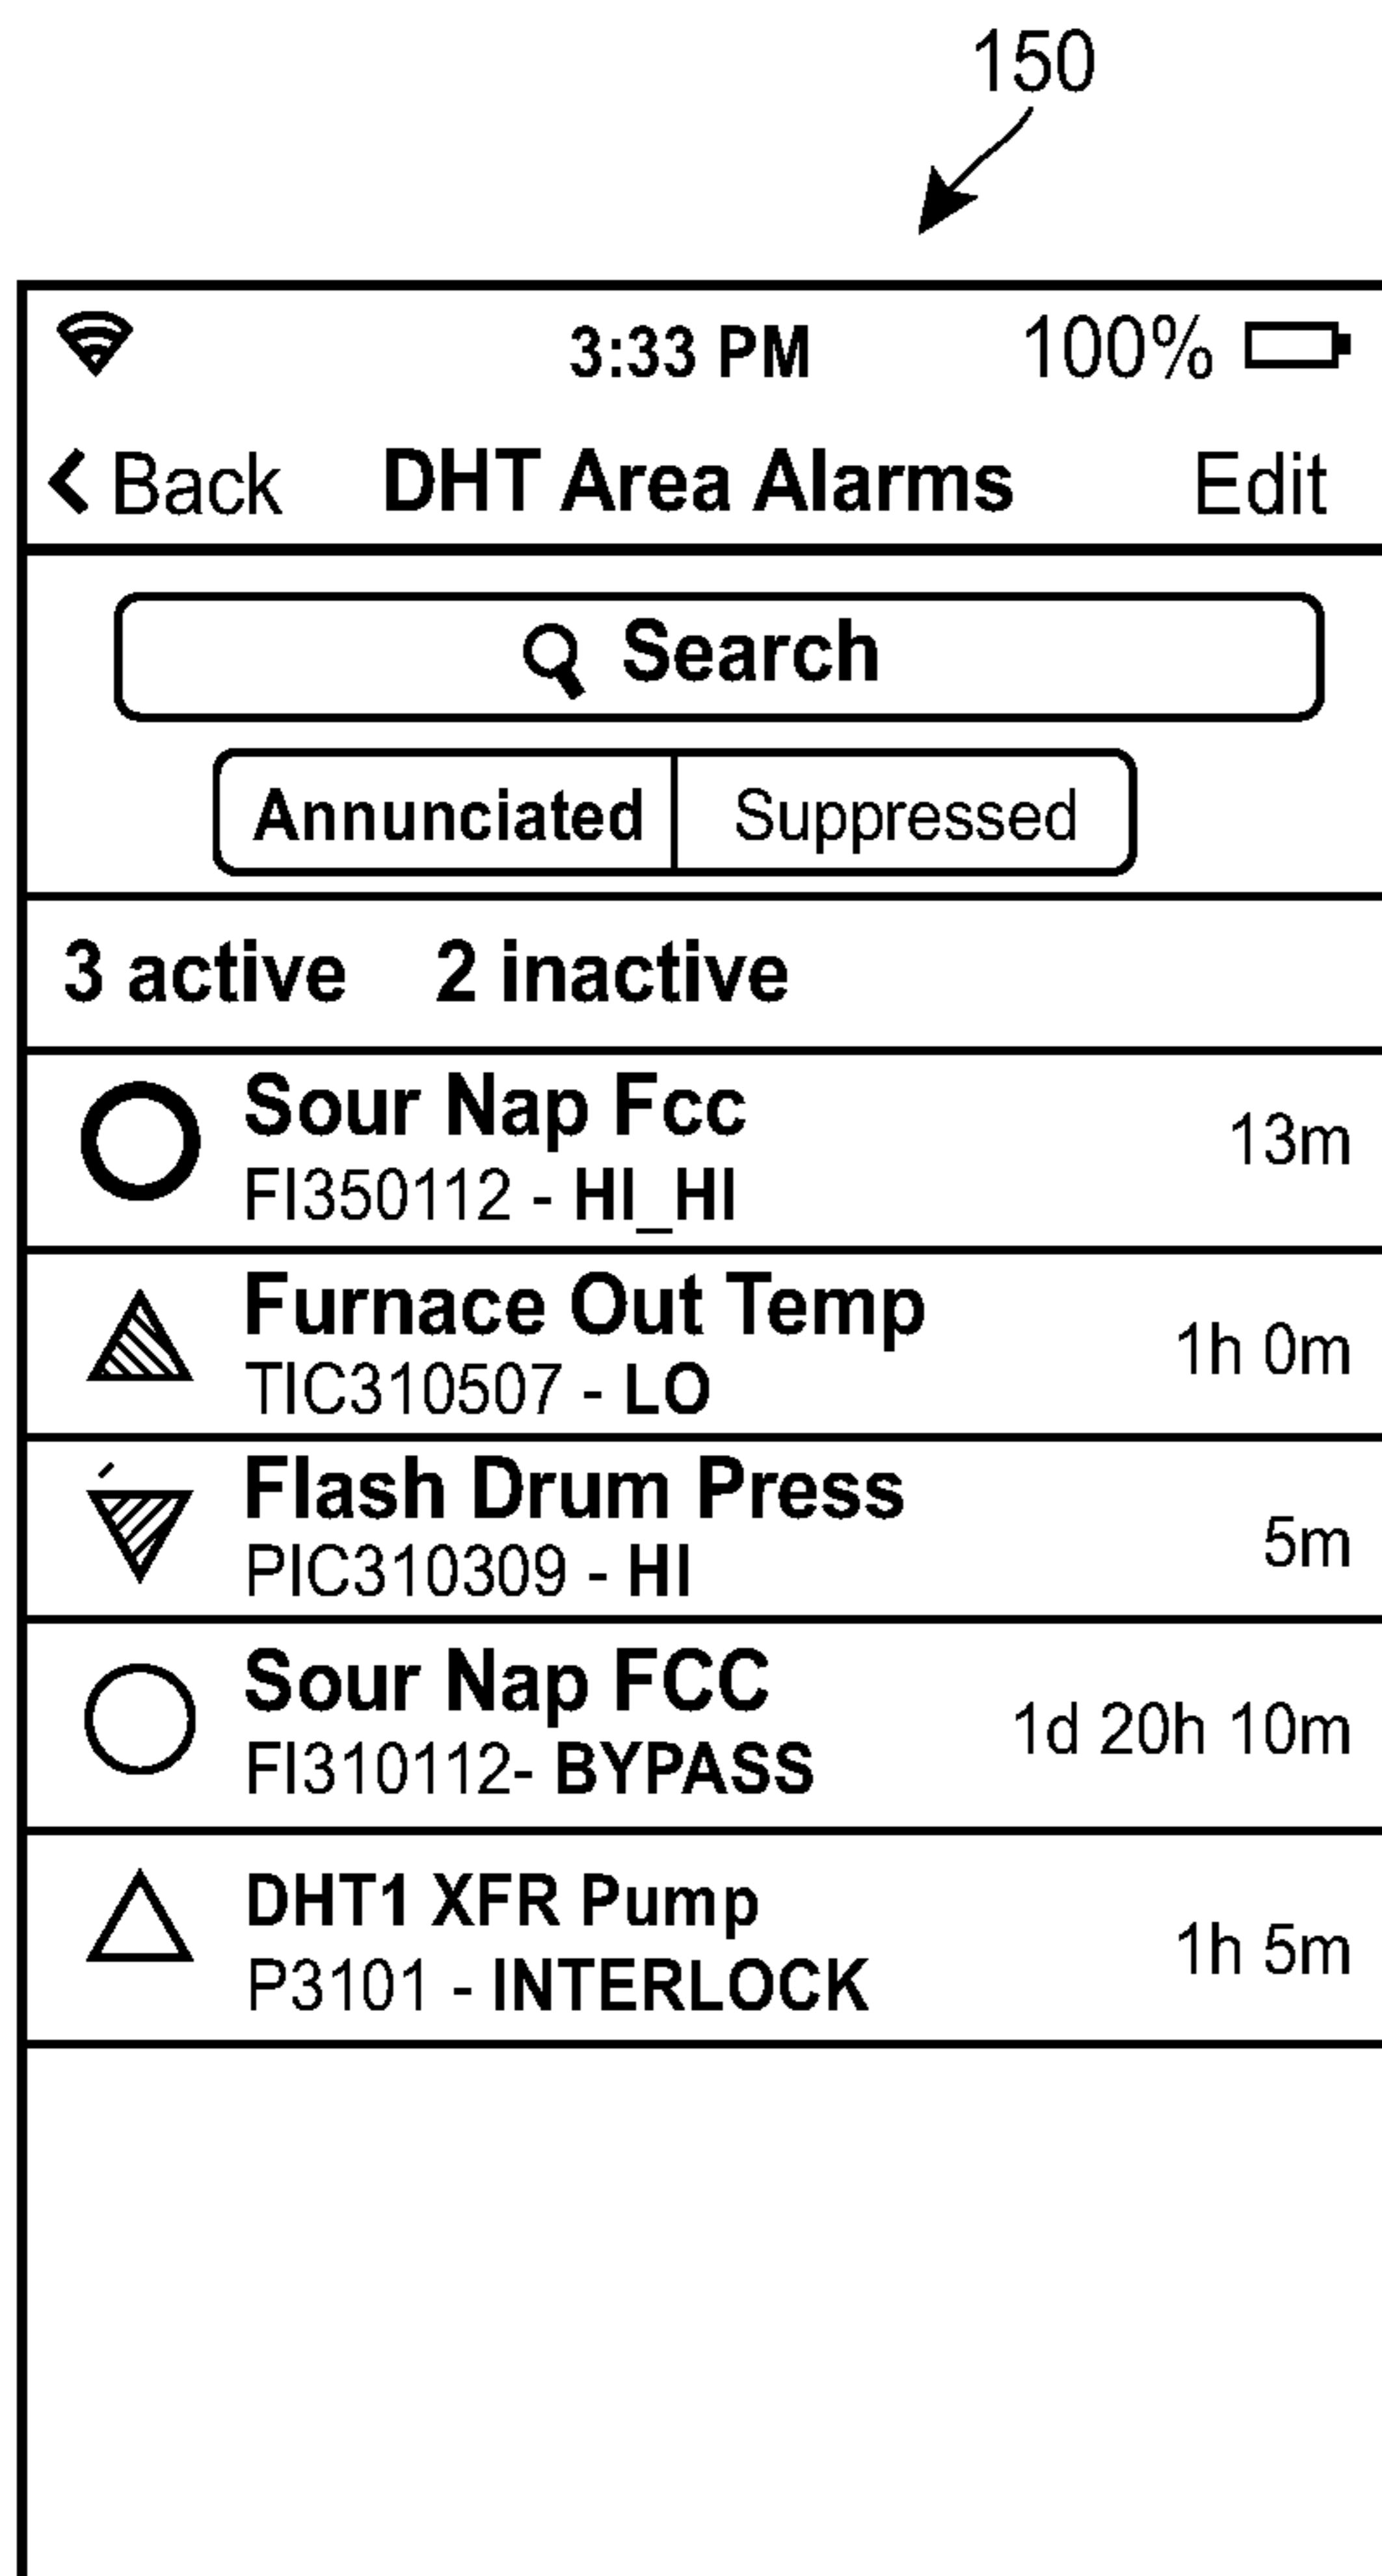 150
3:33 PM 100%
Back DHT Area Alarms Edit
Search
Annunciated Suppressed
3 active 2 inactive
Sour Nap Fcc
13m
FI350112 - HI_HI
Furnace Out Temp
1h 0m
TIC310507 - LO
Flash Drum Press
5m
PIC310309 - HI
Sour Nap FCC
1d 20h 10m
FI310112- BYPASS
DHT1 XFR Pump
1h 5m
P3101 - INTERLOCK